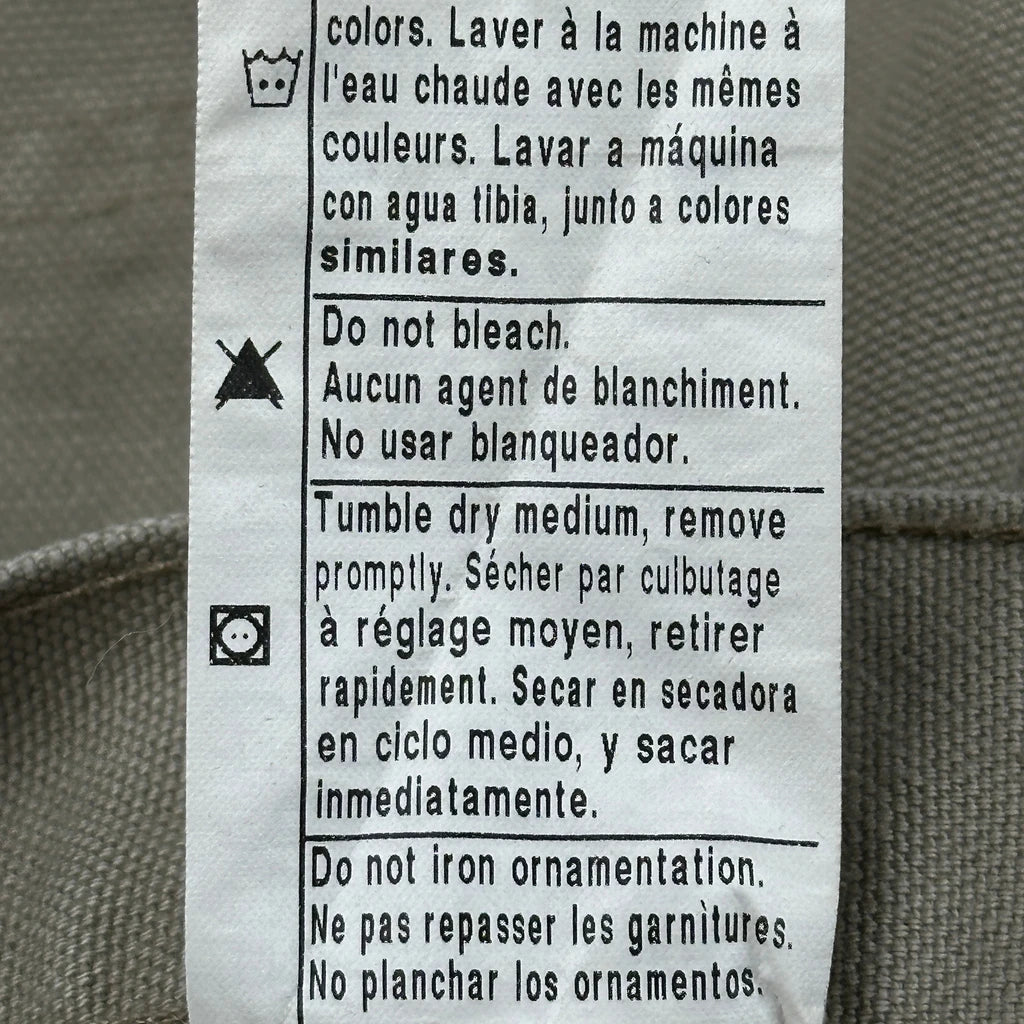 colors. Laver à la machine à
l'eau chaude avec les mêmes
couleurs. Lavar a máquina
con agua tibia, junto a colores
similares.
Do not bleach.
Aucun agent de blanchiment.
No usar blanqueador.
Tumble dry medium, remove
promptly. Sécher par culbutage
à réglage moyen, retirer
rapidement. Secar en secadora
en ciclo medio, y sacar
inmediatamente.
Do not iron ornamentation.
Ne pas repasser les garnìtures.
No planchar los ornamentos.